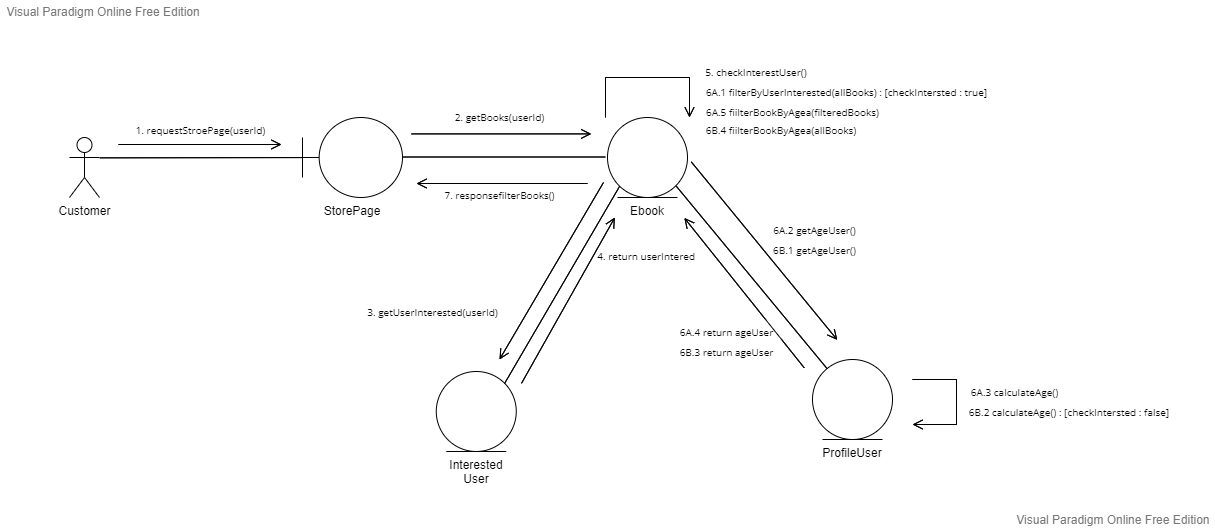 Visual Paradigm Online Free Edition
5. checkInterestUser()
6A.1 filterByUserInterested(allBooks) : [checkIntersted : true]
6A.5 fiilterBookByAgea(filteredBooks)
6B.4 fiilterBookByAgea(allBooks)
1. requestStroePage(userId)
2. getBooks(userId)
7. responsefilterBooks()
Customer
StorePage
Ebook
6A.2 getAgeUser()
6B.1 getAgeUser()
4. return userIntered
3. getUserInterested(userId)
6A.4 return ageUser
6B.3 return ageUser
6A.3 calculateAge()
6B.2 calculateAge() : [checkIntersted : false]
ProfileUser
Interested
User
Visual Paradigm Online Free Edition